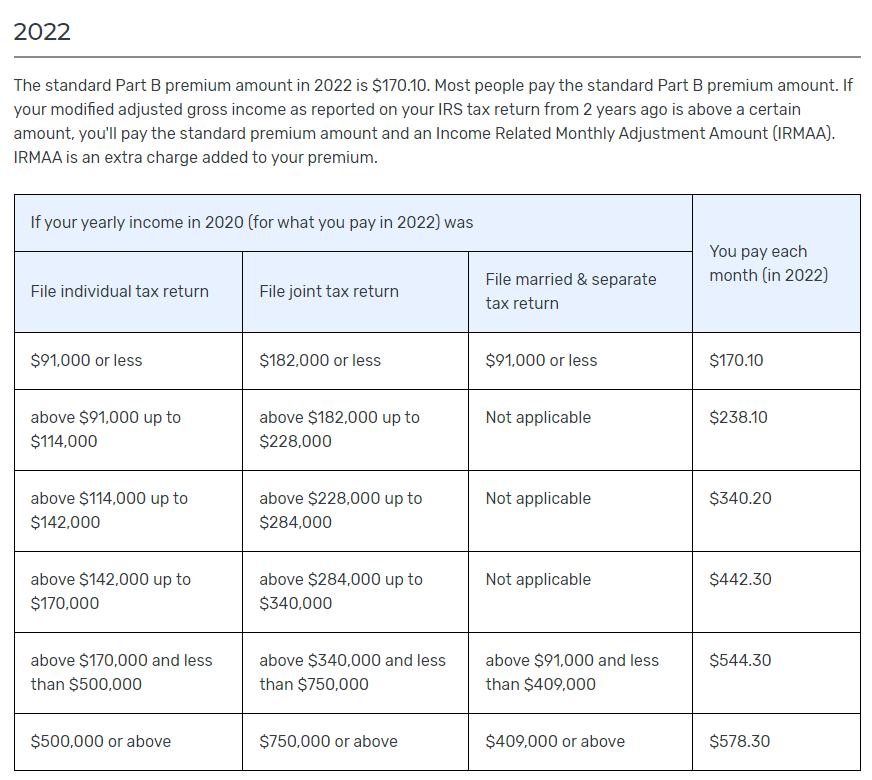 2022
The standard Part B premium amount in 2022 is $170.10. Most people pay the standard Part B premium amount. If
your modified adjusted gross income as reported on your IRS tax return from 2 years ago is above a certain
amount, you'll pay the standard premium amount and an Income Related Monthly Adjustment Amount (IRMAA).
IRMAA is an extra charge added to your premium.
If your yearly income in 2020 (for what you pay in 2022) was
You pay each
month (in 2022)
File individual tax return
File joint tax return
File married & separate
tax return
$91,000 or less
$182,000 or less
$91,000 or less
$170.10
above $91,000 up to
$114,000
above $182,000 up to
$228,000
Not applicable
$238.10
above $114,000 up to
$142,000
above $228,000 up to
$284,000
Not applicable
$340.20
above $142,000 up to
$170,000
above $284,000 up to
$340,000
Not applicable
$442.30
above $170,000 and less
than $500,000
above $340,000 and less
than $750,000
above $91,000 and less
than $409,000
$544.30
$500,000 or above
$750,000 or above
$409,000 or above
$578.30